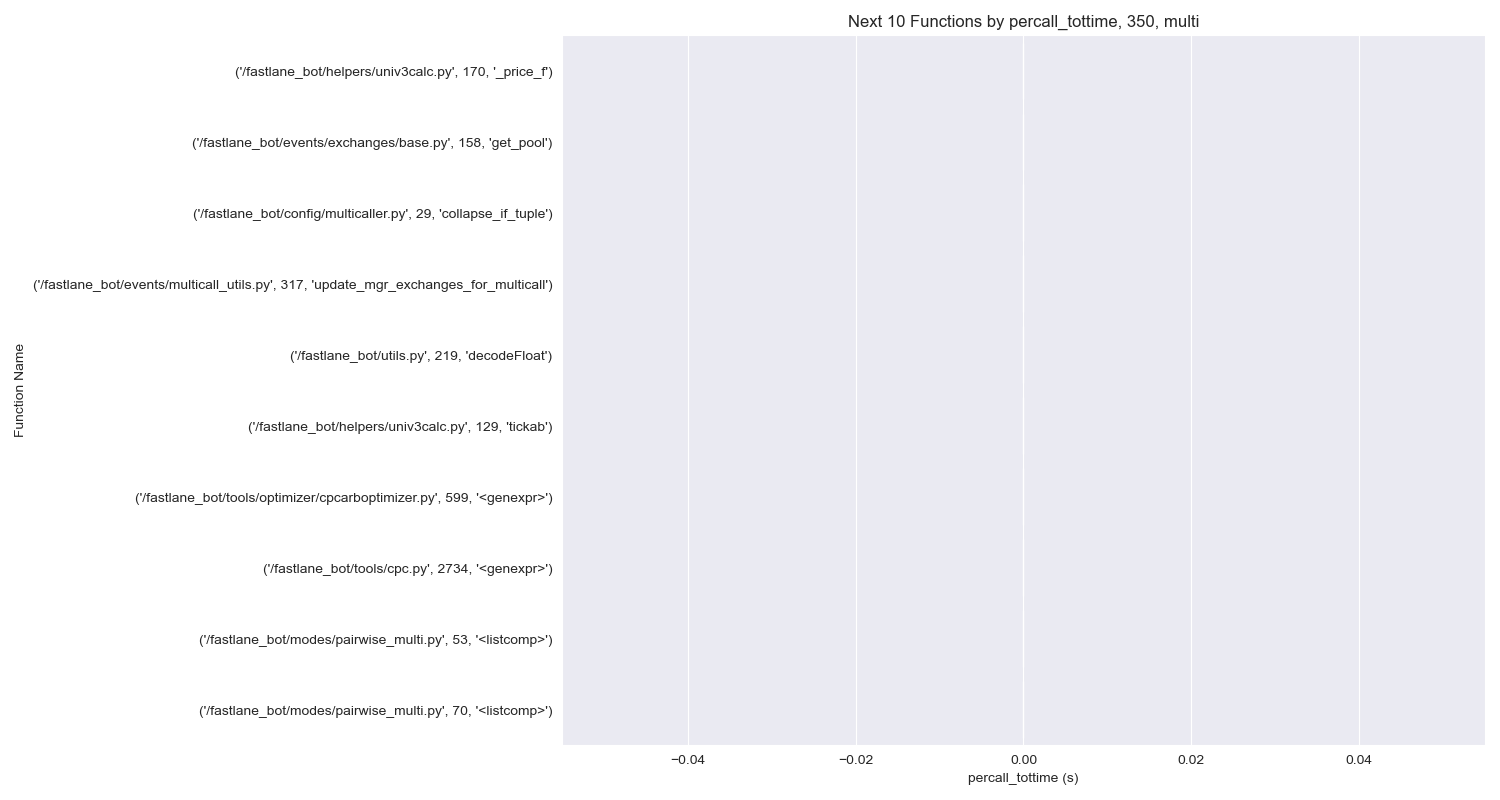 Next 10 Functions by percall_tottime, 350, multi
('/fastlane_bot/helpers/univ3calc.py', 170, '_price_f')
('/fastlane_bot/events/exchanges/base.py', 158, 'get_pool')
('/fastlane_bot/config/multicaller.py', 29, 'collapse_if_tuple')
('/fastlane_bot/events/multicall_utils.py', 317, 'update_mgr_exchanges_for_multicall')
('/fastlane_bot/utils.py', 219, 'decodeFloat')
('/fastlane_bot/helpers/univ3calc.py', 129, 'tickab')
('/fastlane_bot/tools/optimizer/cpcarboptimizer.py', 599, '<genexpr>')
('/fastlane_bot/tools/cpc.py', 2734, '<genexpr>')
('/fastlane_bot/modes/pairwise_multi.py', 53, '<listcomp>')
('/fastlane_bot/modes/pairwise_multi.py', 70, '<listcomp>')
Function Name
−0.04 −0.02 0.00 0.02 0.04
percall_tottime (s)